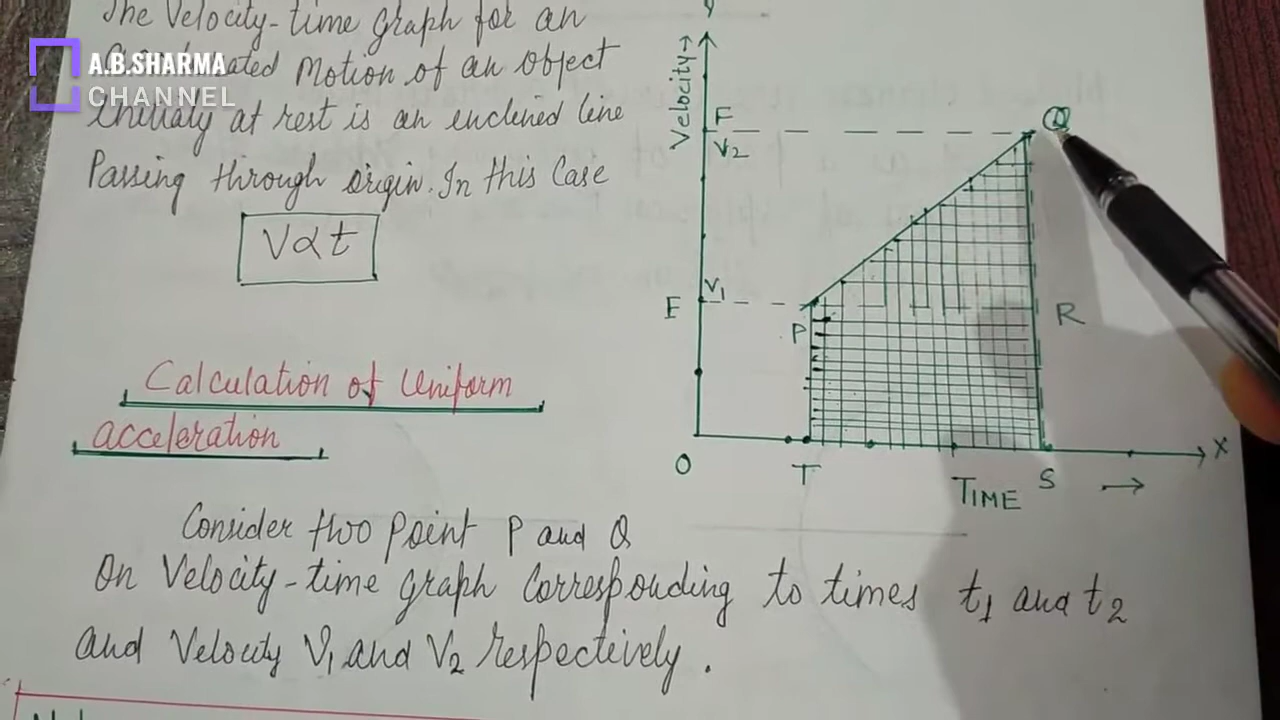 The Velocity-time graph for an
motion of an object
at rest is an enclined line
Passing through origin. In this Case
V∝t
A.B.SHARMA
CHANNEL
Calculation of Uniform
acceleration
Consider two point P and Q
On Velocity-time graph Corresponding to times t1 and t2
and Velocity V1 and V2 respectively.
Y
Velocity→
F
V2
Q
E
V1
P
R
O
T
S
X
TIME →